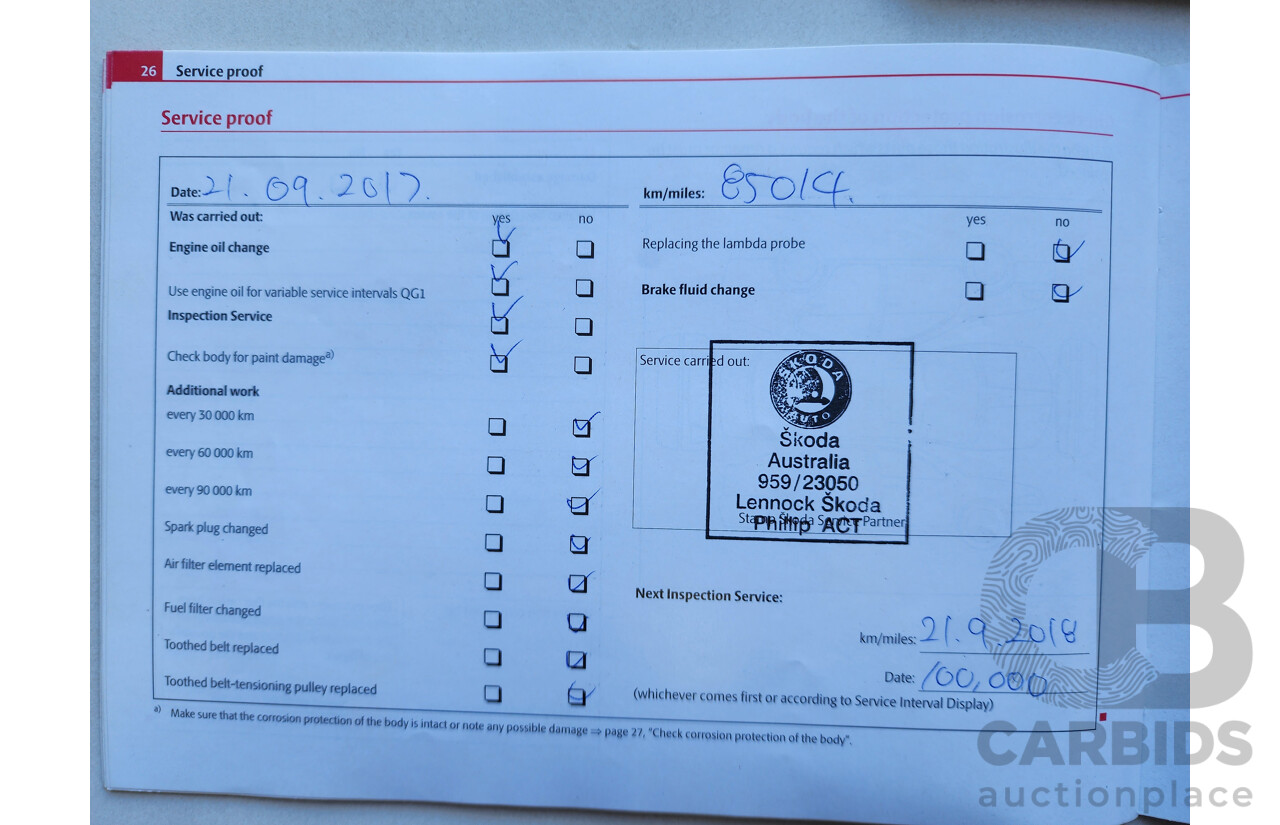 26 Service proof
Service proof
Date: 21.09.2017.
km/miles: 85014.
Was carried out: yes no
Engine oil change
Use engine oil for variable service intervals QG1
Inspection Service
Check body for paint damage a)
Additional work
every 30 000 km
every 60 000 km
every 90 000 km
Spark plug changed
Air filter element replaced
Fuel filter changed
Toothed belt replaced
Toothed belt-tensioning pulley replaced
yes no
Replacing the lambda probe
Brake fluid change
Service carried out:
ŠKODA
AUTO
Škoda
Australia
959/23050
Lennock Škoda
Stamp Škoda Service Partner
Phillip ACT
Next Inspection Service:
km/miles: 21.9.2018
Date: 100,000
(whichever comes first or according to Service Interval Display)
a) Make sure that the corrosion protection of the body is intact or note any possible damage ⇒ page 27, "Check corrosion protection of the body".
CB
CARBIDS
auctionplace